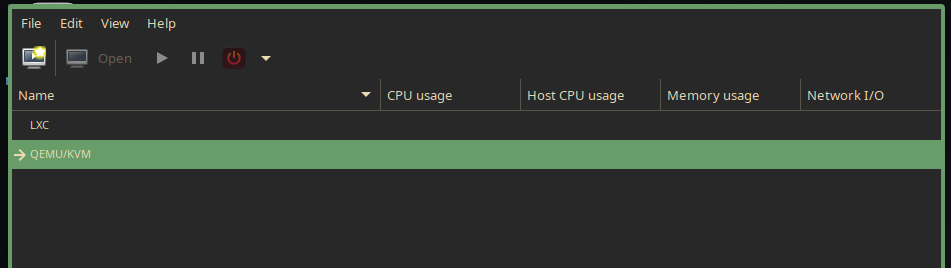 File Edit View Help
Open
Name CPU usage Host CPU usage Memory usage Network I/O
LXC
QEMU/KVM